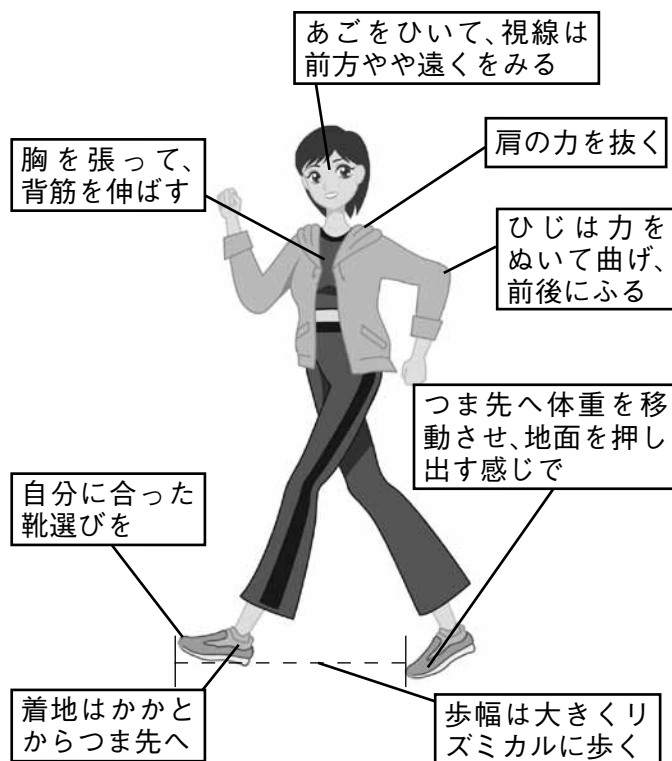 あごをひいて、視線は
前方やや遠くをみる
肩の力を抜く
胸を張って、
背筋を伸ばす
ひじは力を
ぬいて曲げ、
前後にふる
つま先へ体重を移
動させ、地面を押し
出す感じで
自分に合った
靴選びを
着地はかかと
からつま先へ
歩幅は大きくリ
ズミカルに歩く